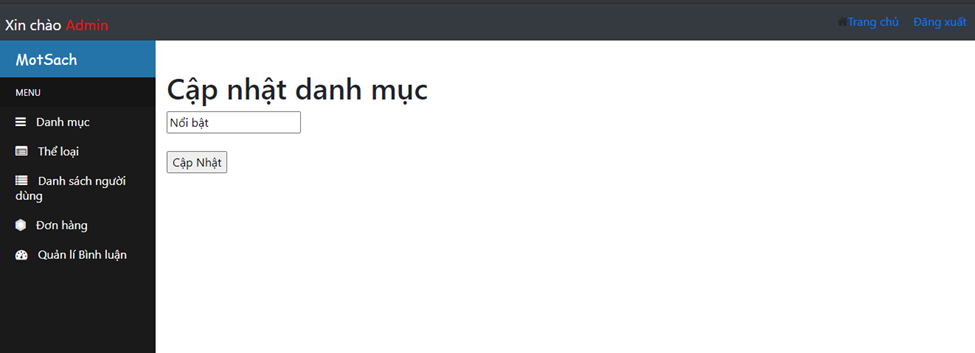 Xin chào Admin
Trang chủ Đăng xuất
MotSach
MENU
Danh mục
Thể loại
Danh sách người
dùng
Đơn hàng
Quản lí Bình luận
Cập nhật danh mục
Nổi bật
Cập Nhật